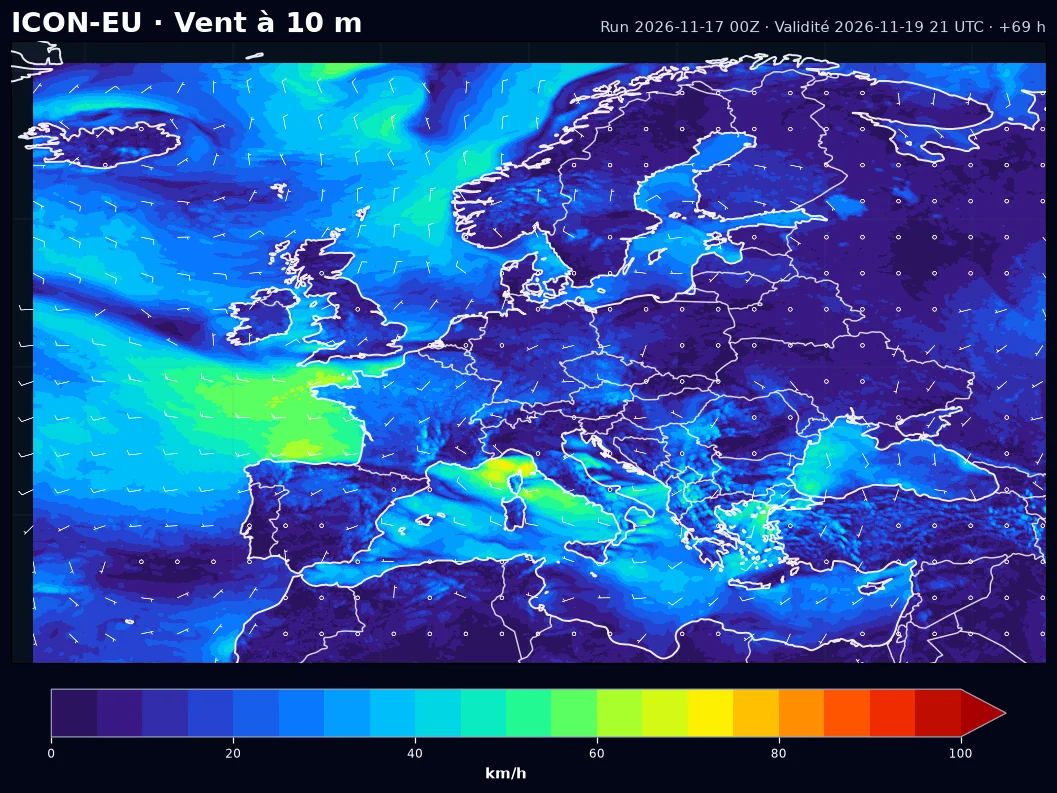 ICON-EU · Vent à 10 m
Run 2026-11-17 00Z · Validité 2026-11-19 21 UTC · +69 h
0 20 40 60 80 100
km/h